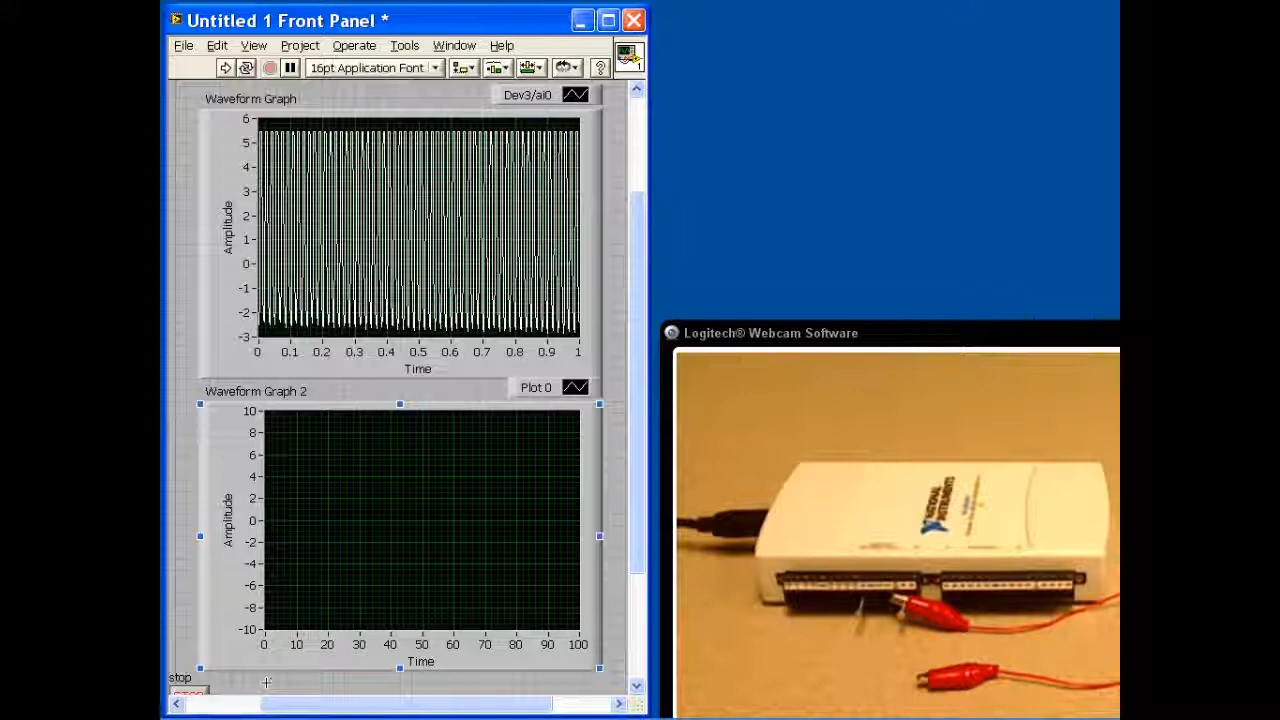 Untitled 1 Front Panel *
File Edit View Project Operate Tools Window Help
16pt Application Font
?
1
Waveform Graph
Dev3/ai0
6
5
4
3
2
1
0
-1
-2
-3
Amplitude
0 0.1 0.2 0.3 0.4 0.5 0.6 0.7 0.8 0.9 1
Time
Waveform Graph 2
Plot 0
10
8
6
4
2
0
-2
-4
-6
-8
-10
Amplitude
0 10 20 30 40 50 60 70 80 90 100
Time
stop
STOP
Logitech® Webcam Software
NATIONAL
INSTRUMENTS